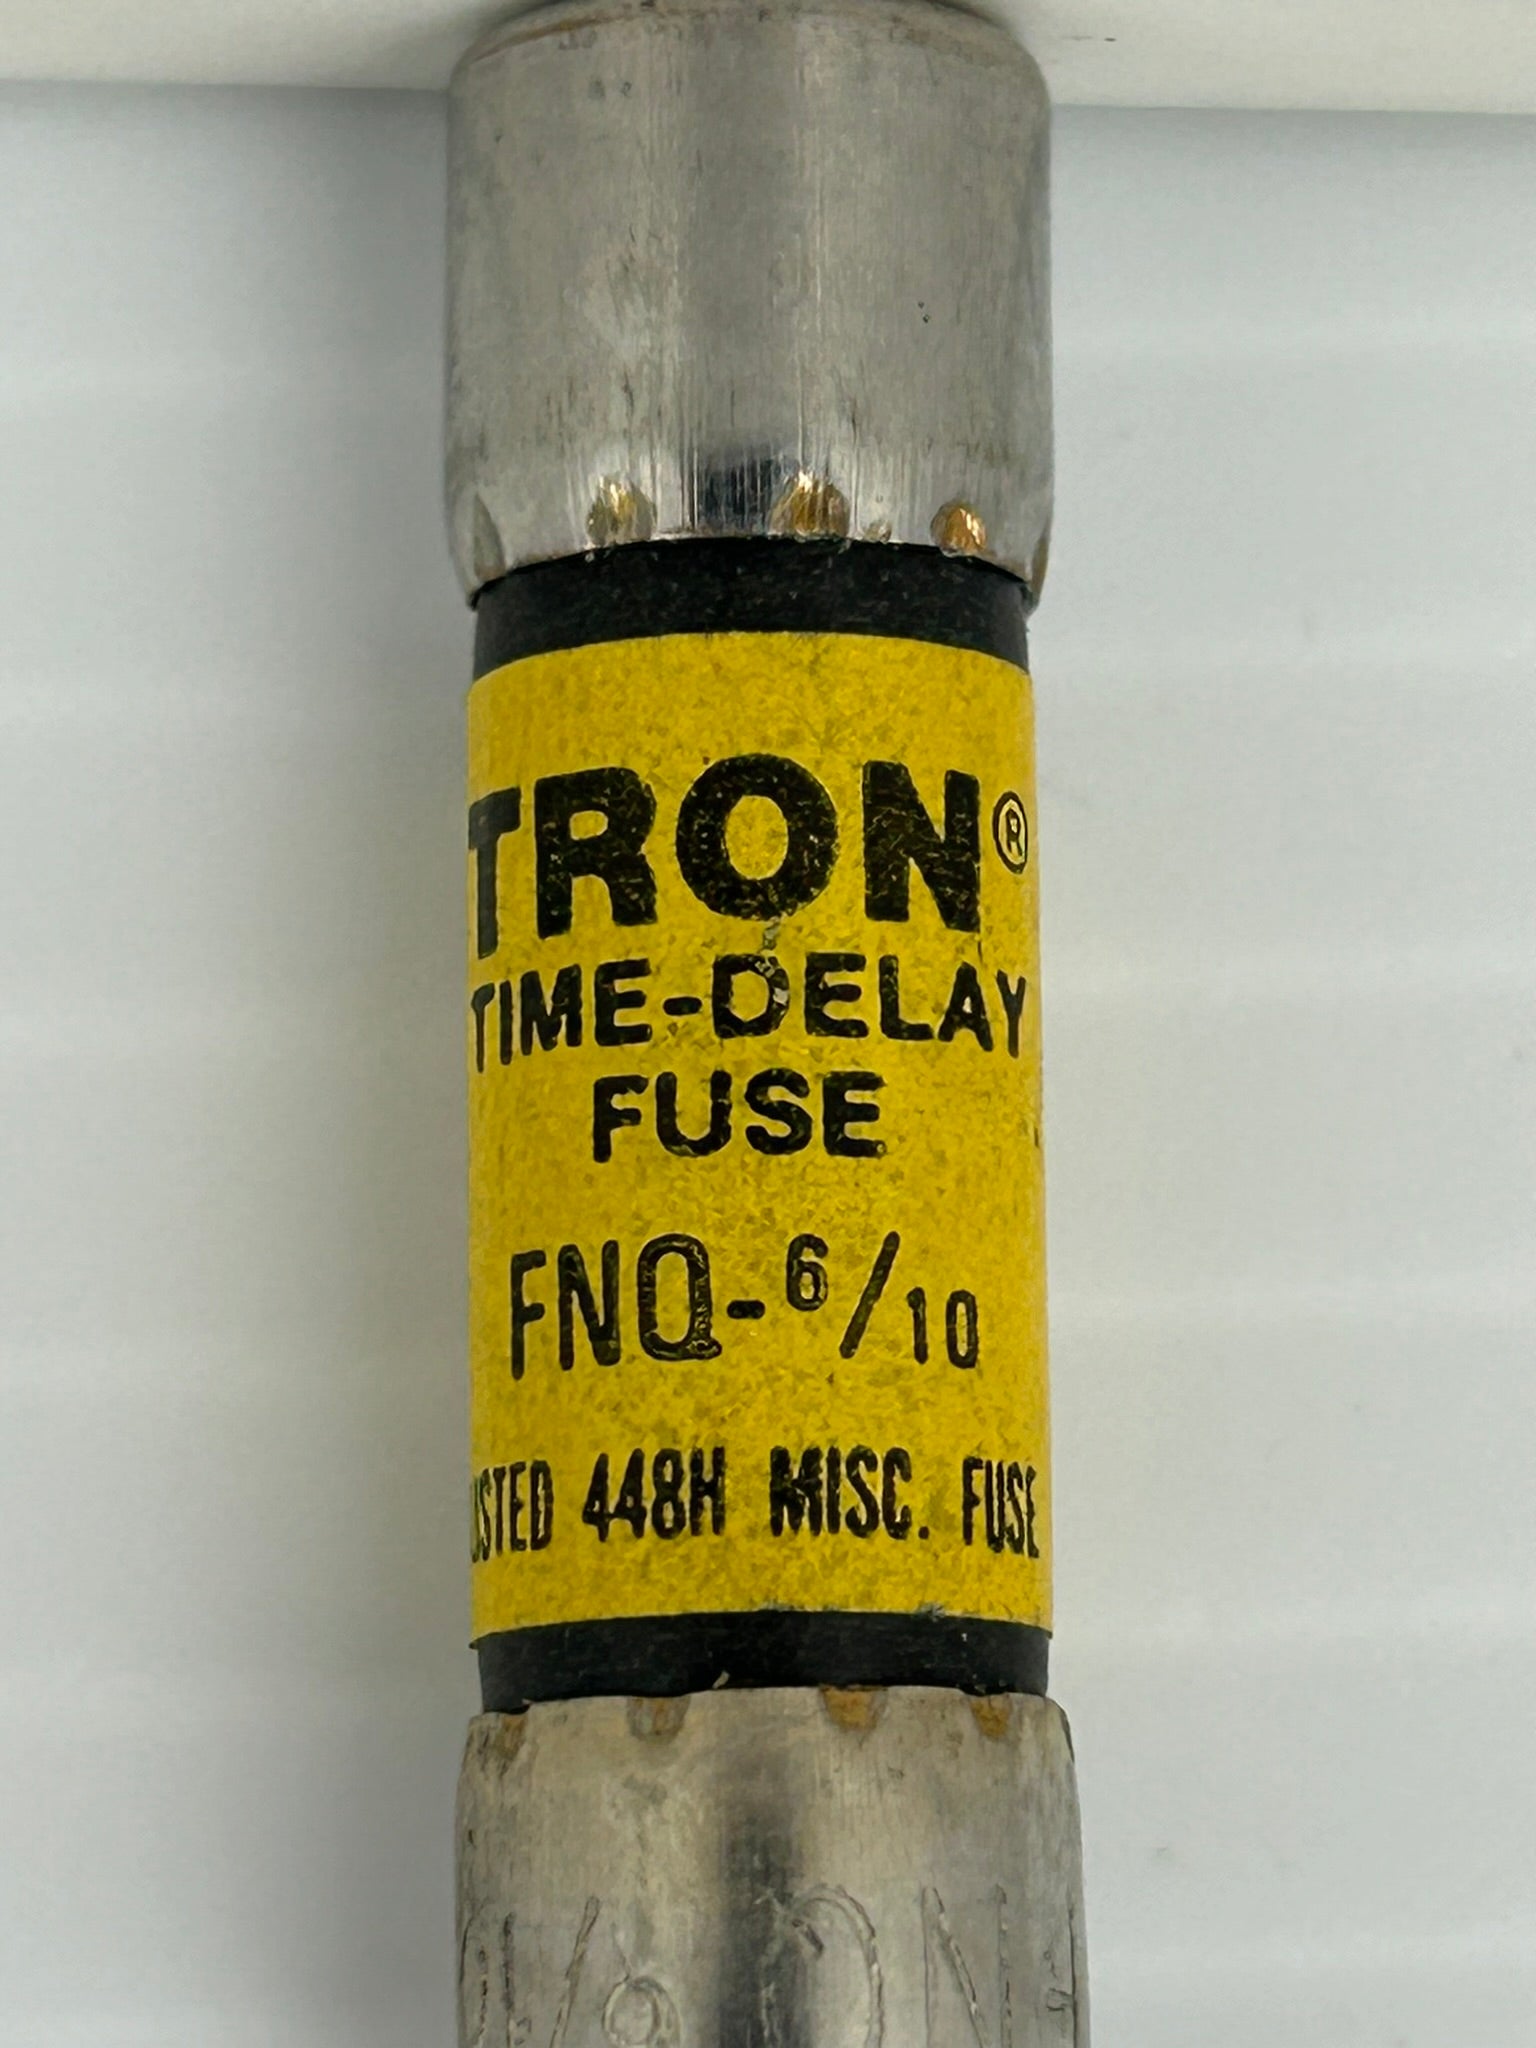 TRON®
TIME-DELAY
FUSE
FNQ-6/10
LISTED 448H MISC. FUSE